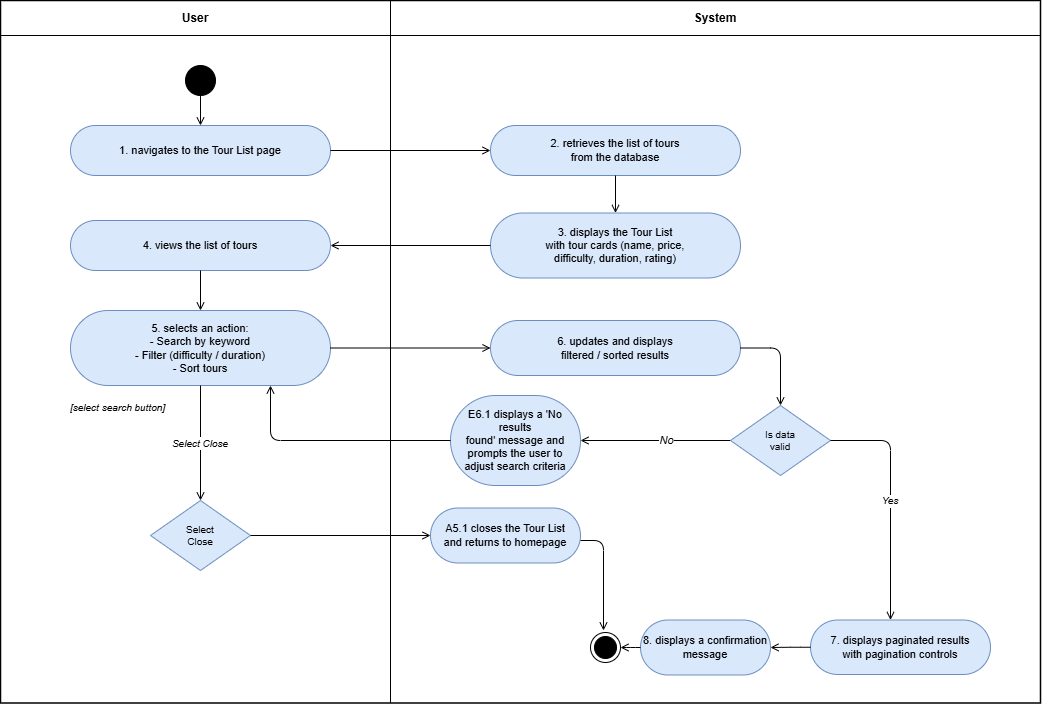 User
System
1. navigates to the Tour List page
2. retrieves the list of tours
from the database
3. displays the Tour List
with tour cards (name, price,
difficulty, duration, rating)
4. views the list of tours
5. selects an action:
- Search by keyword
- Filter (difficulty / duration)
- Sort tours
6. updates and displays
filtered / sorted results
[select search button]
Select Close
E6.1 displays a 'No
results
found' message and
prompts the user to
adjust search criteria
No
Is data
valid
Yes
Select
Close
A5.1 closes the Tour List
and returns to homepage
8. displays a confirmation
message
7. displays paginated results
with pagination controls